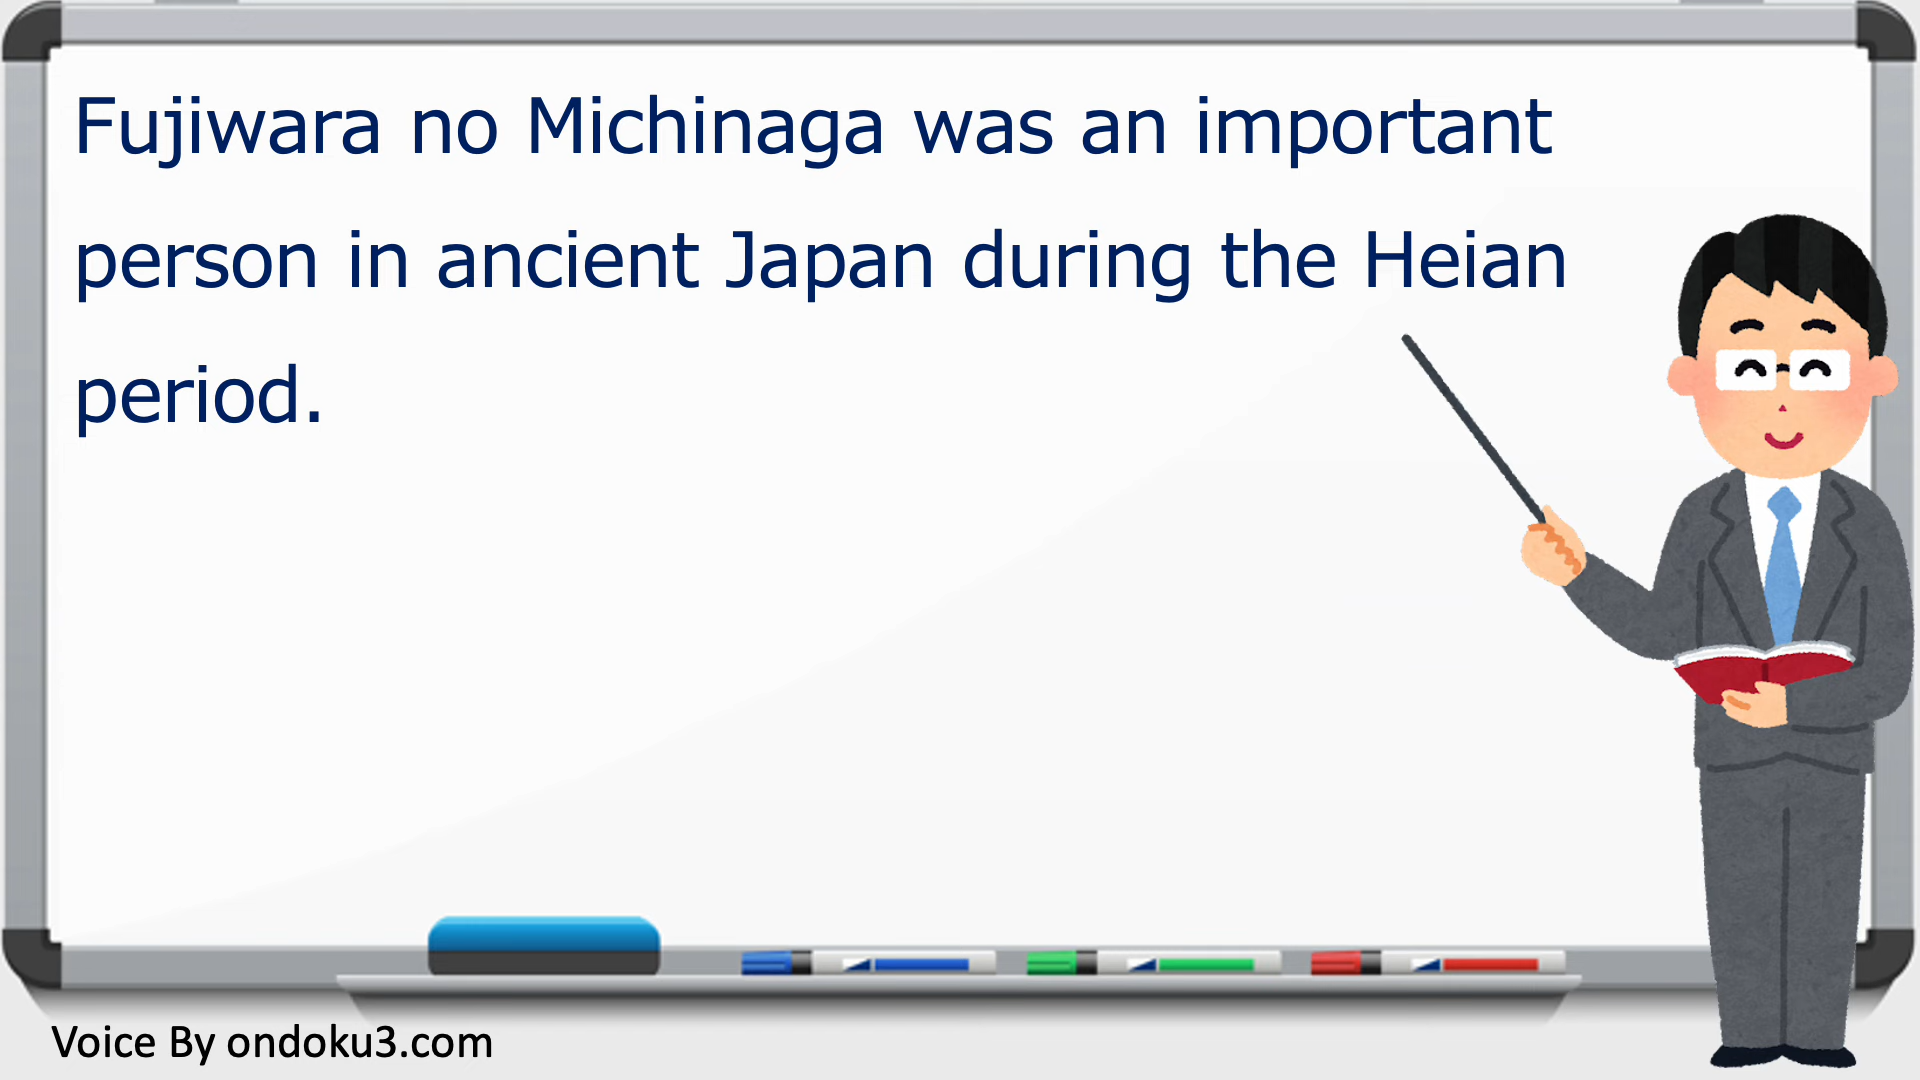 Fujiwara no Michinaga was an important
person in ancient Japan during the Heian
period.
Voice By ondoku3.com